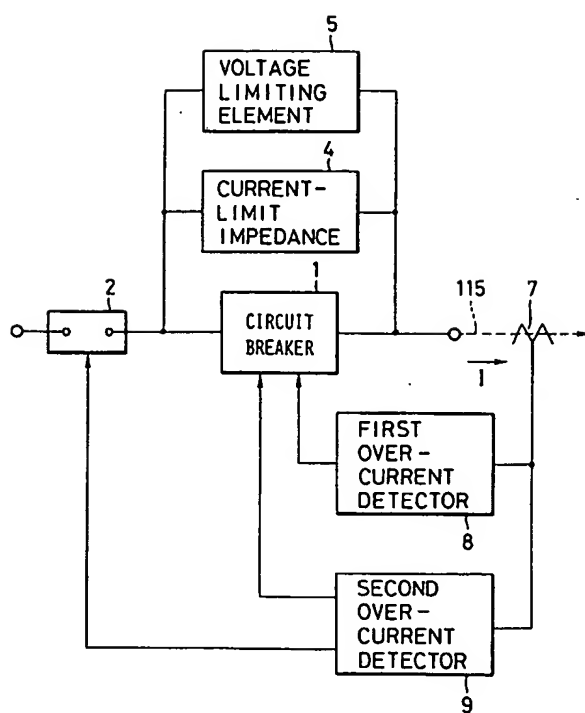 5
VOLTAGE
LIMITING
ELEMENT
4
CURRENT-
LIMIT
IMPEDANCE
2
1
CIRCUIT
BREAKER
115
7
I
FIRST
OVER-
CURRENT
DETECTOR
8
SECOND
OVER-
CURRENT
DETECTOR
9